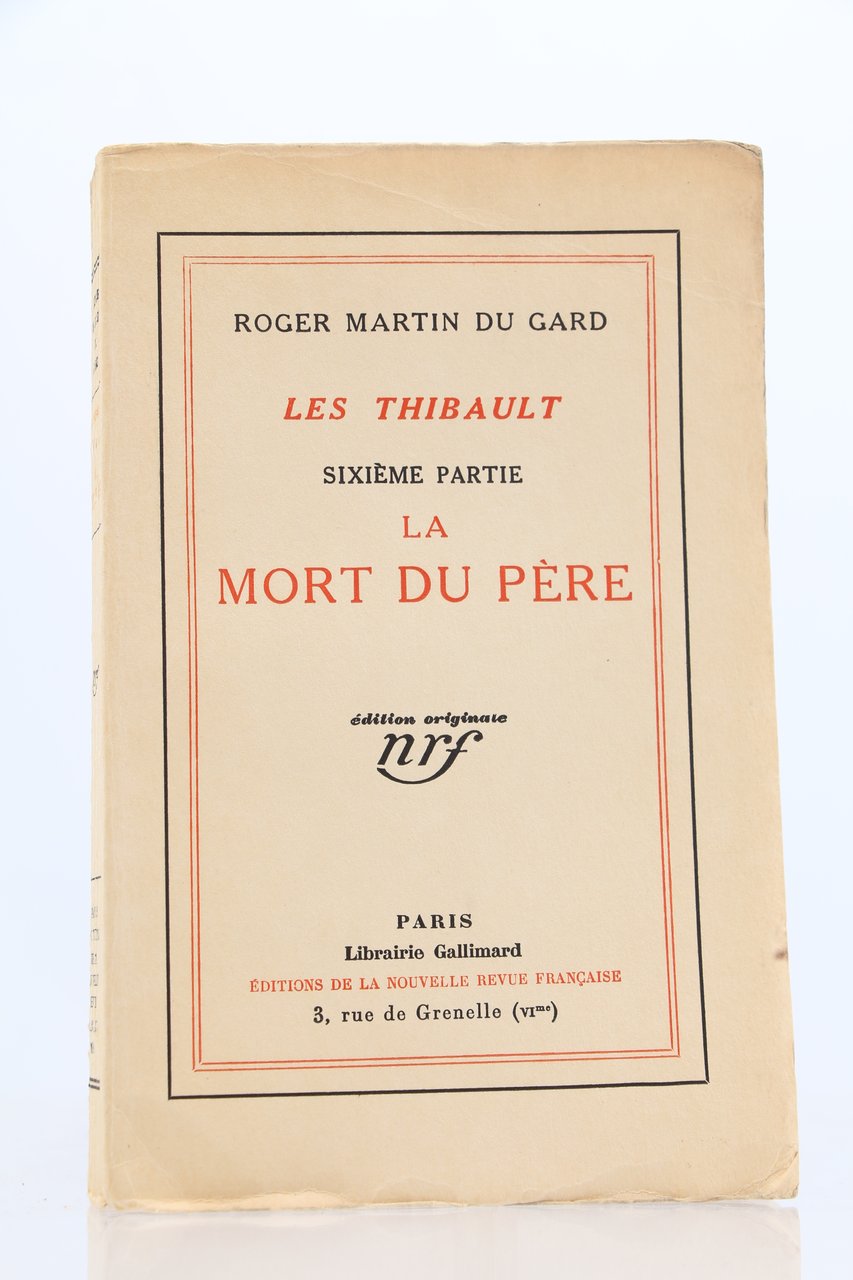 ROGER MARTIN DU GARD
LES THIBAULT
SIXIÈME PARTIE
LA
MORT DU PÈRE
édition originale
nrf
PARIS
Librairie Gallimard
ÉDITIONS DE LA NOUVELLE REVUE FRANÇAISE
3, rue de Grenelle (VIme)